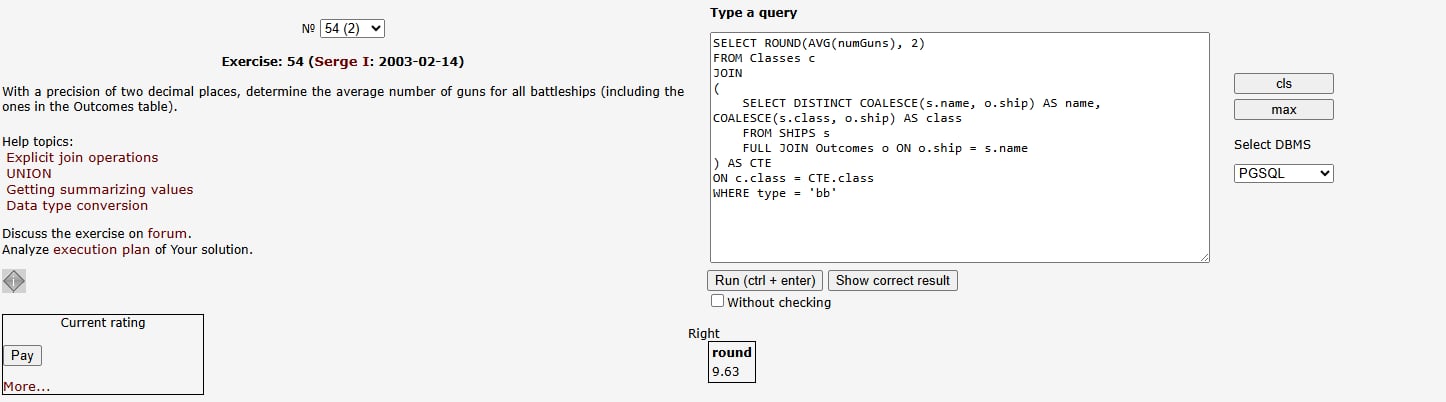 № 54 (2)
Exercise: 54 (Serge I: 2003-02-14)
With a precision of two decimal places, determine the average number of guns for all battleships (including the
ones in the Outcomes table).
Help topics:
Explicit join operations
UNION
Getting summarizing values
Data type conversion
Discuss the exercise on forum.
Analyze execution plan of Your solution.
Current rating
Pay
More...
Type a query
SELECT ROUND(AVG(numGuns), 2)
FROM Classes c
JOIN
(
    SELECT DISTINCT COALESCE(s.name, o.ship) AS name,
COALESCE(s.class, o.ship) AS class
    FROM SHIPS s
    FULL JOIN Outcomes o ON o.ship = s.name
) AS CTE
ON c.class = CTE.class
WHERE type = 'bb'
Run (ctrl + enter) Show correct result
Without checking
Right
round
9.63
cls
max
Select DBMS
PGSQL